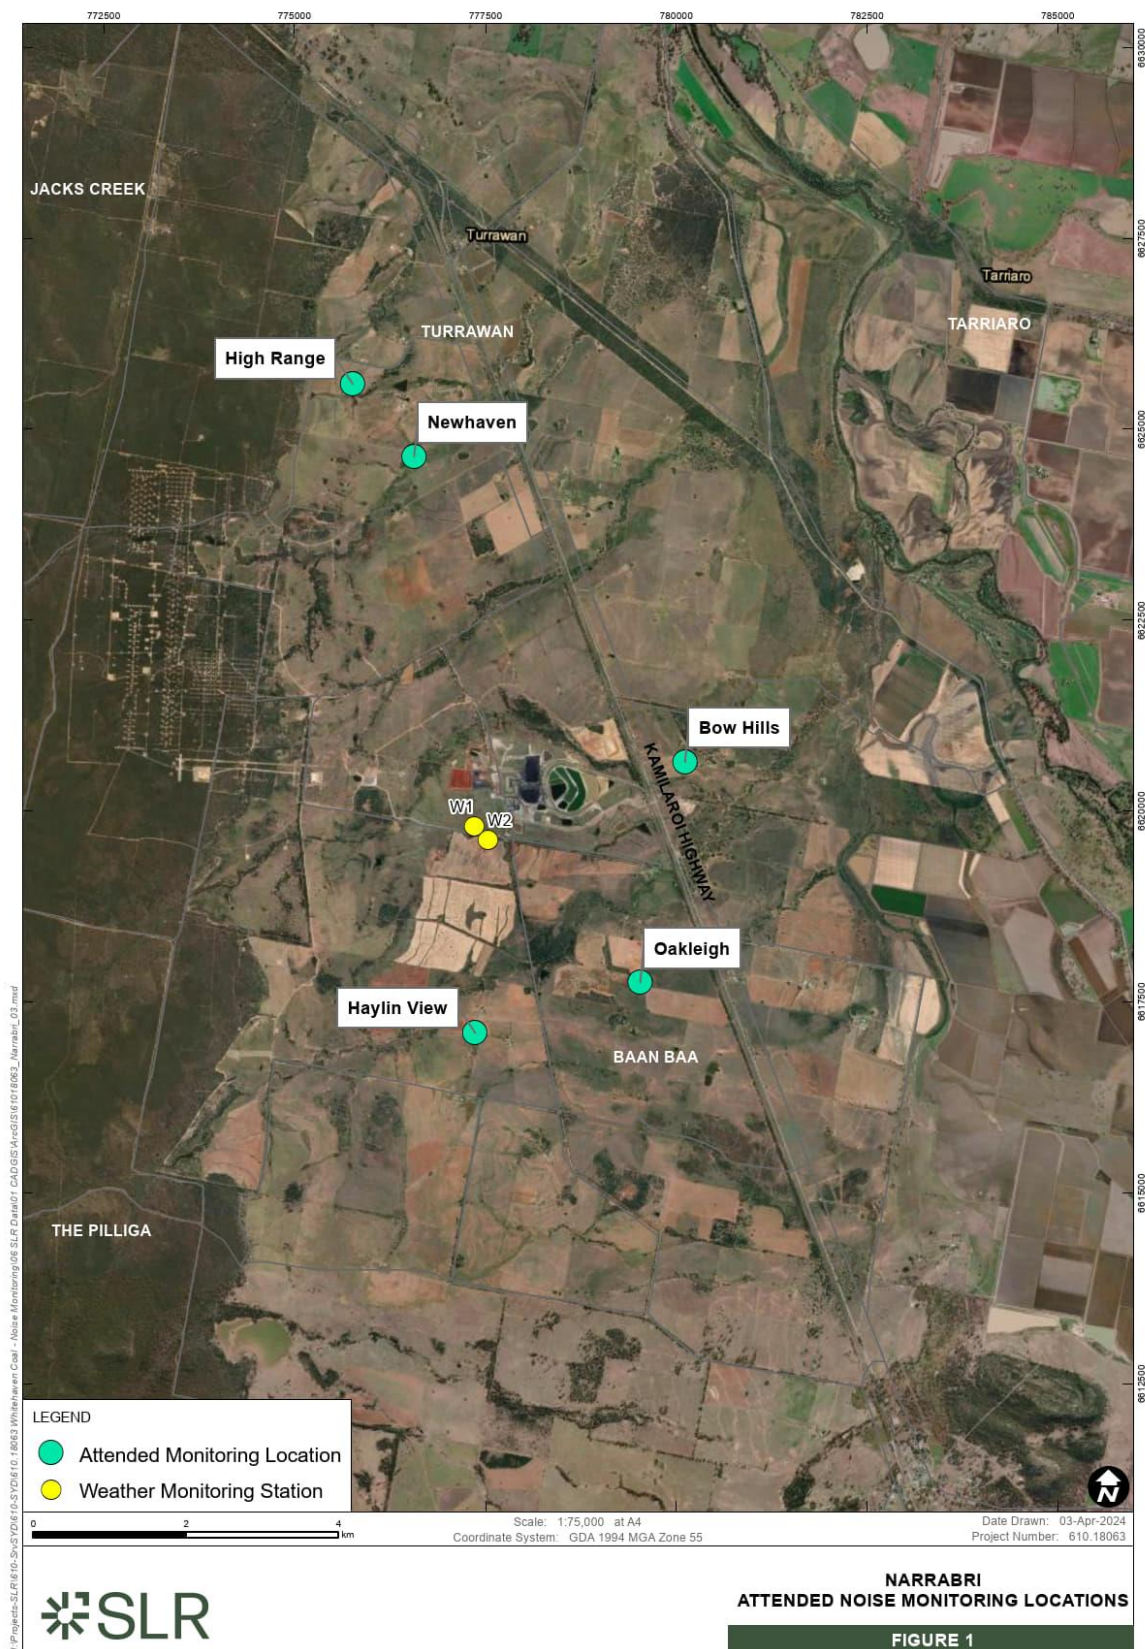 772500 775000 777500 780000 782500 785000
6630000
JACKS CREEK
Turrawan
6627500
Tarriaro
TURRAWAN
TARRIARO
High Range
Newhaven
6625000
6622500
Bow Hills
KAMILAROI HIGHWAY
W1
W2
6620000
Oakleigh
Haylin View
6617500
BAAN BAA
6615000
THE PILLIGA
6612500
LEGEND
Attended Monitoring Location
Weather Monitoring Station
N
0 2 4
km
Scale: 1:75,000 at A4
Coordinate System: GDA 1994 MGA Zone 55
Date Drawn: 03-Apr-2024
Project Number: 610.18063
SLR
NARRABRI
ATTENDED NOISE MONITORING LOCATIONS
FIGURE 1